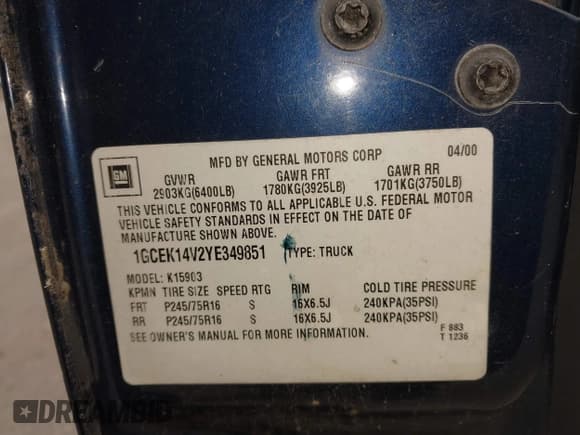 MFD BY GENERAL MOTORS CORP 04/00
GM
GVWR GAWR FRT GAWR RR
2903KG(6400LB) 1780KG(3925LB) 1701KG(3750LB)
THIS VEHICLE CONFORMS TO ALL APPLICABLE U.S. FEDERAL MOTOR
VEHICLE SAFETY STANDARDS IN EFFECT ON THE DATE OF
MANUFACTURE SHOWN ABOVE.
1GCEK14V2YE349851 TYPE: TRUCK
MODEL: K15903
KPMN TIRE SIZE SPEED RTG RIM COLD TIRE PRESSURE
FRT P245/75R16 S 16X6.5J 240KPA(35PSI)
RR P245/75R16 S 16X6.5J 240KPA(35PSI)
SEE OWNER'S MANUAL FOR MORE INFORMATION.
F 883
T 1236
DREAMBID